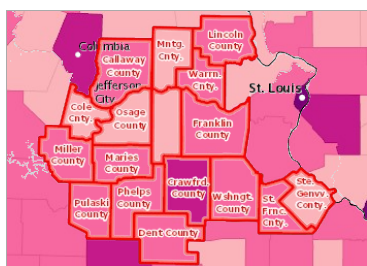 Lincoln
County
Columbia
Mntg.
Cnty.
Callaway
County
Warrn.
Cnty.
St. Louis
Jefferson
City
Cole
Cnty.
Osage
County
Franklin
County
Miller
County
Maries
County
Crawfrd.
County
Ste.
Genvv.
Conty.
Pulaski
County
Phelps
County
Wshngt.
County
St.
Frnc.
Cnty.
Dent County